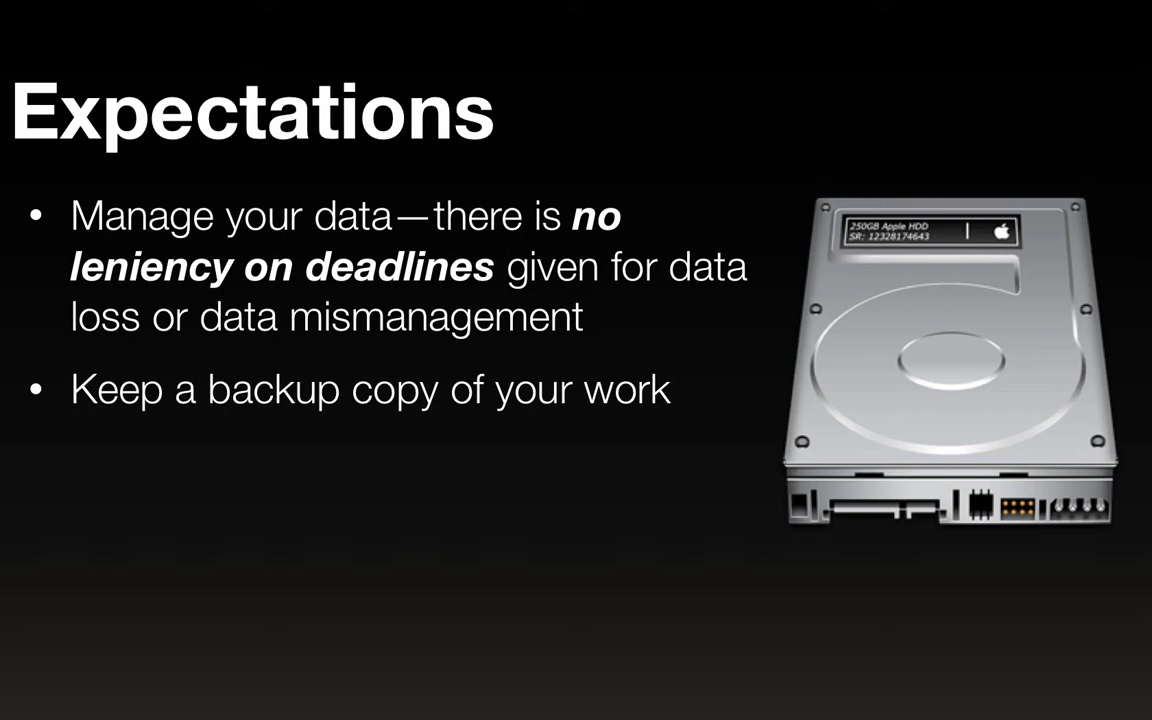 Expectations
• Manage your data—there is no
leniency on deadlines given for data
loss or data mismanagement
• Keep a backup copy of your work
250GB Apple HDD
SR: 12328174643